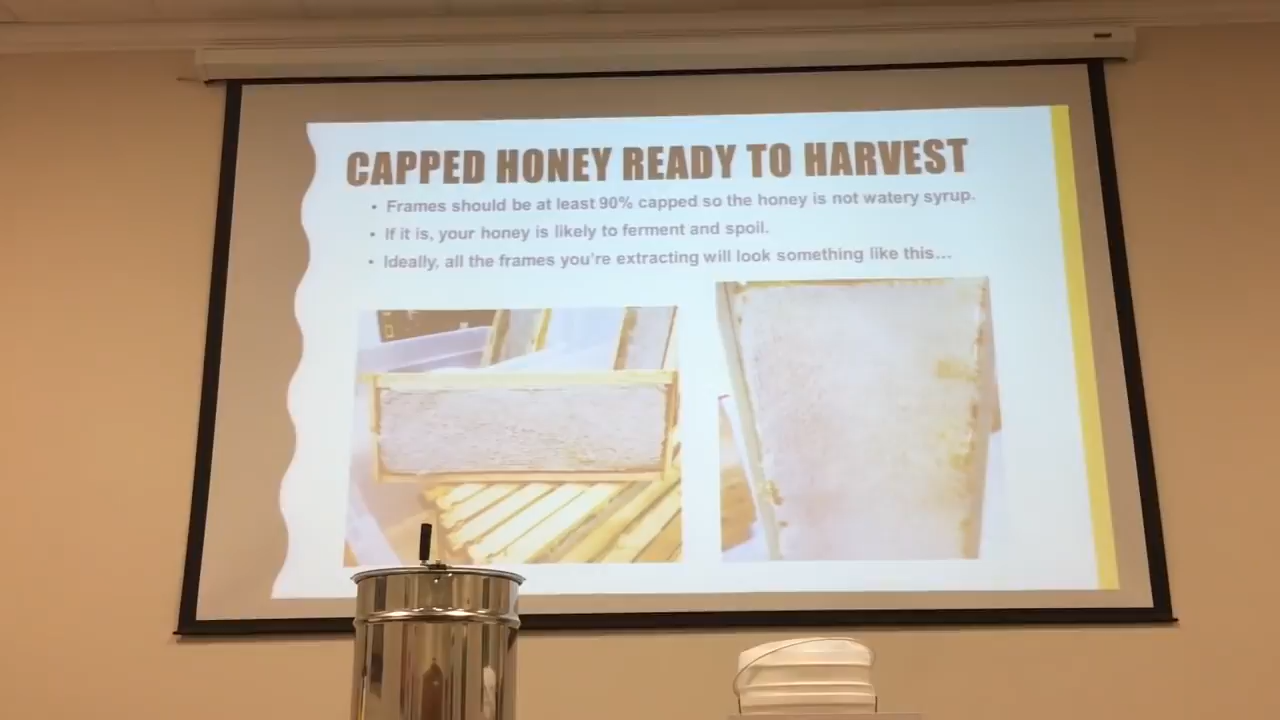 CAPPED HONEY READY TO HARVEST
• Frames should be at least 90% capped so the honey is not watery syrup.
• If it is, your honey is likely to ferment and spoil.
• Ideally, all the frames you're extracting will look something like this...